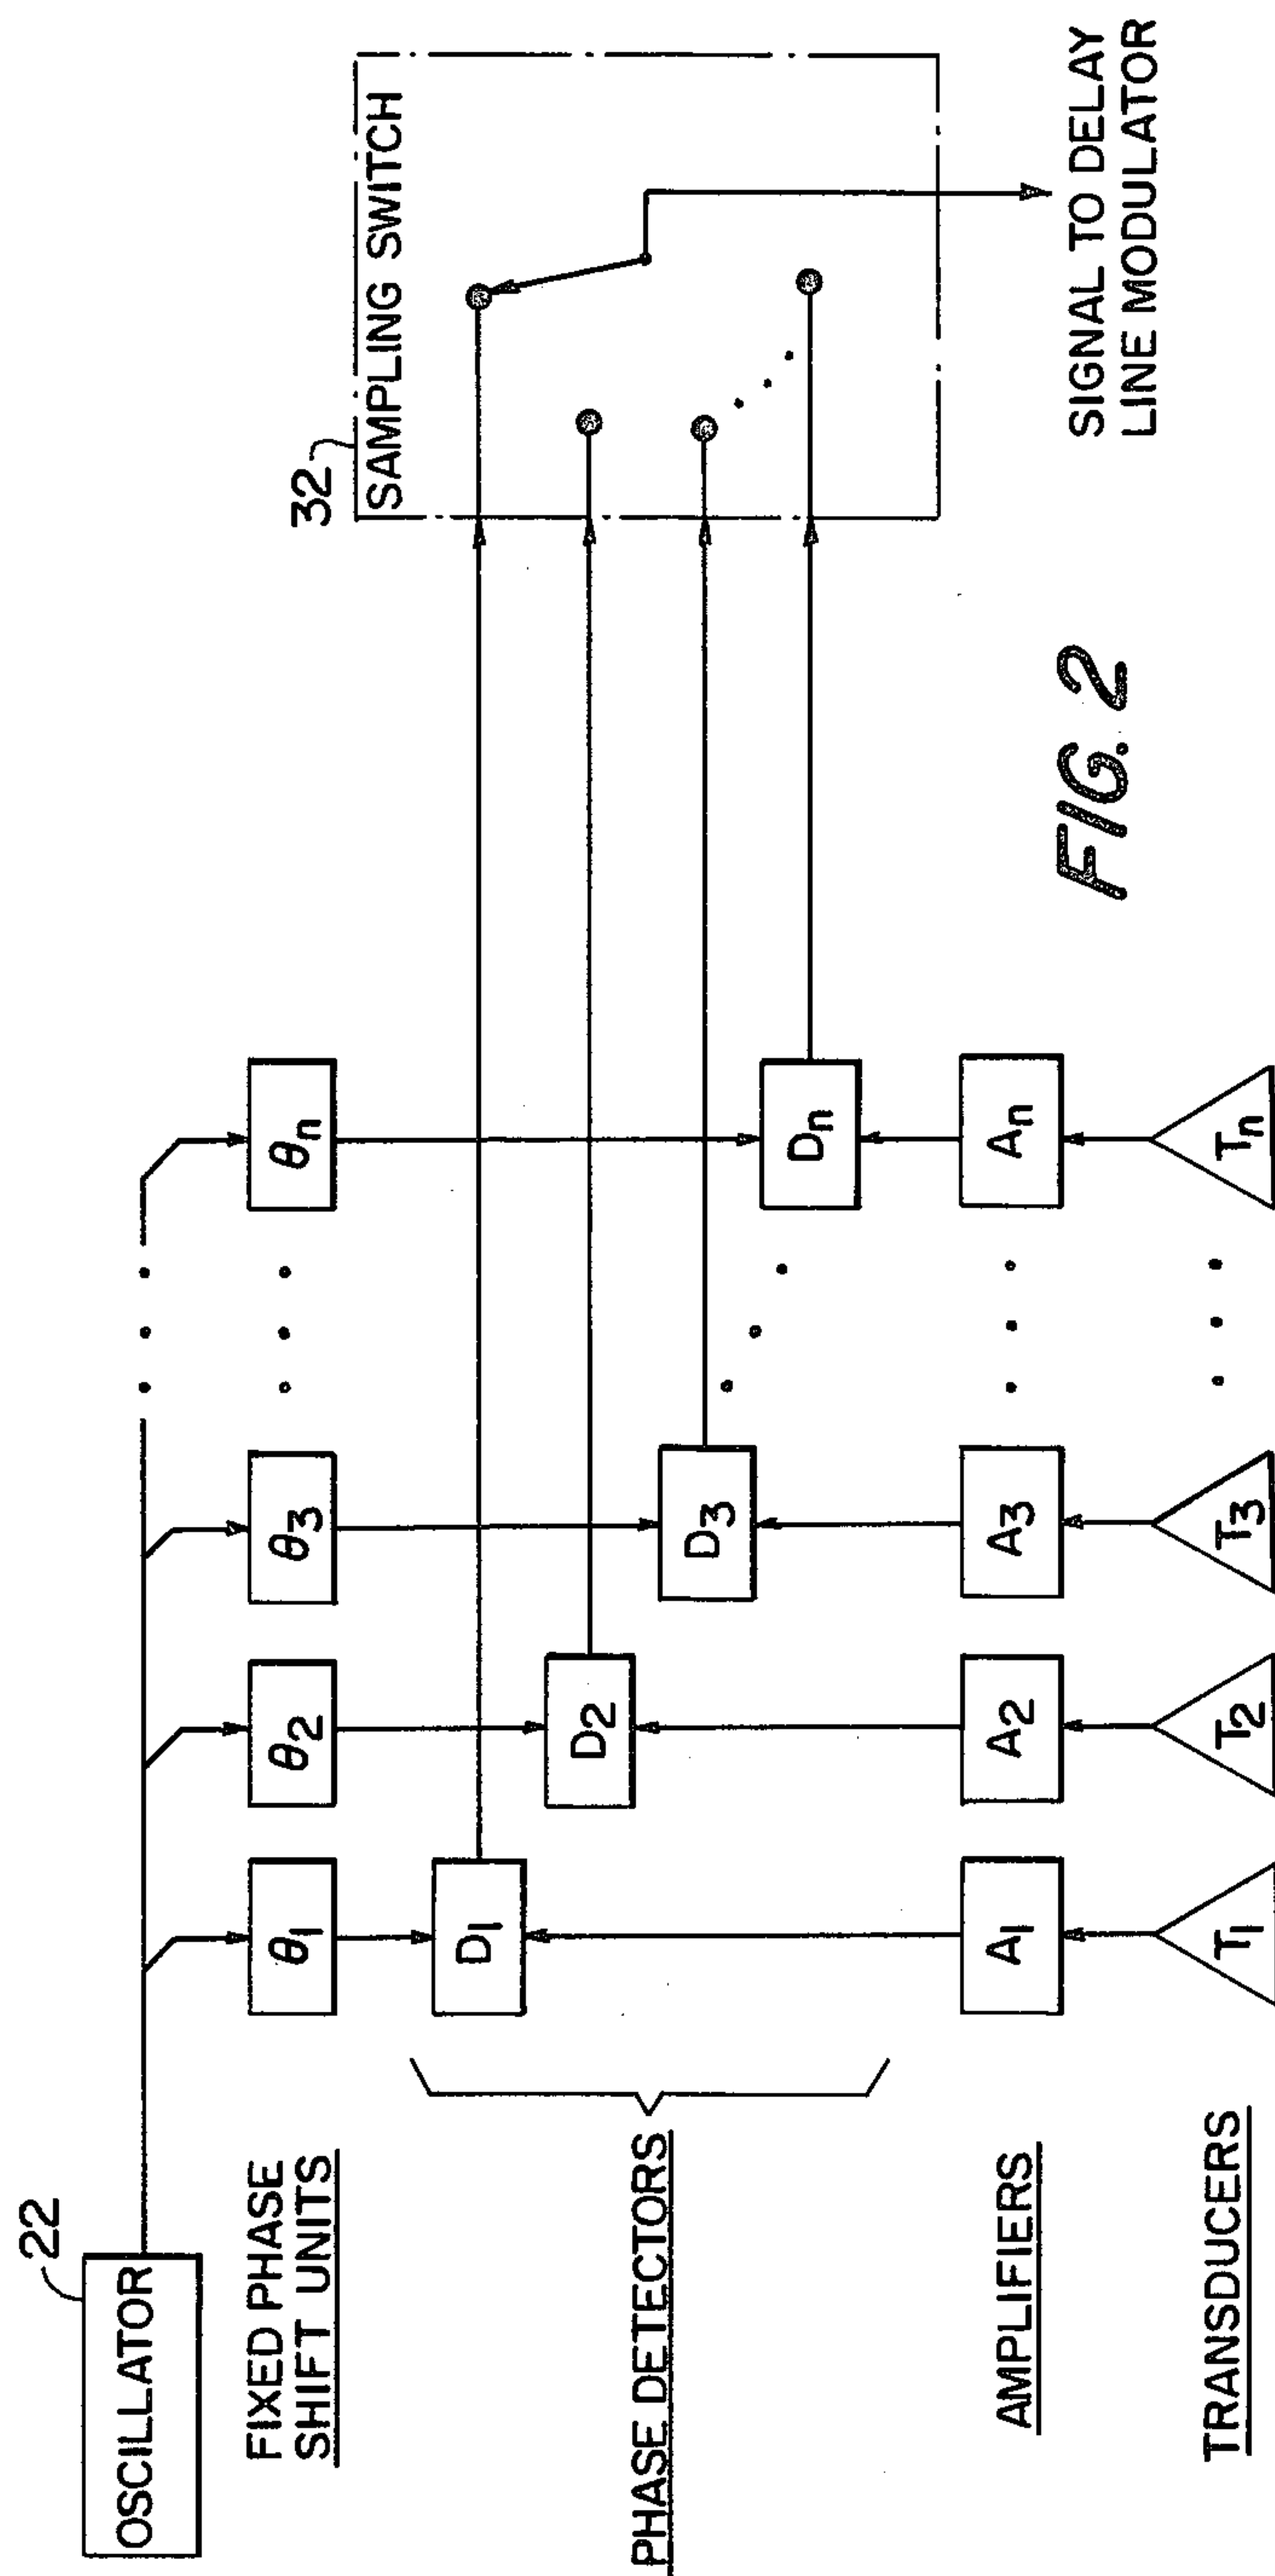 OSCILLATOR
22
FIXED PHASE
SHIFT UNITS
θ1
θ2
θ3
θn
PHASE DETECTORS
D1
D2
D3
Dn
AMPLIFIERS
A1
A2
A3
An
TRANSDUCERS
T1
T2
T3
Tn
32
SAMPLING SWITCH
SIGNAL TO DELAY
LINE MODULATOR
FIG. 2